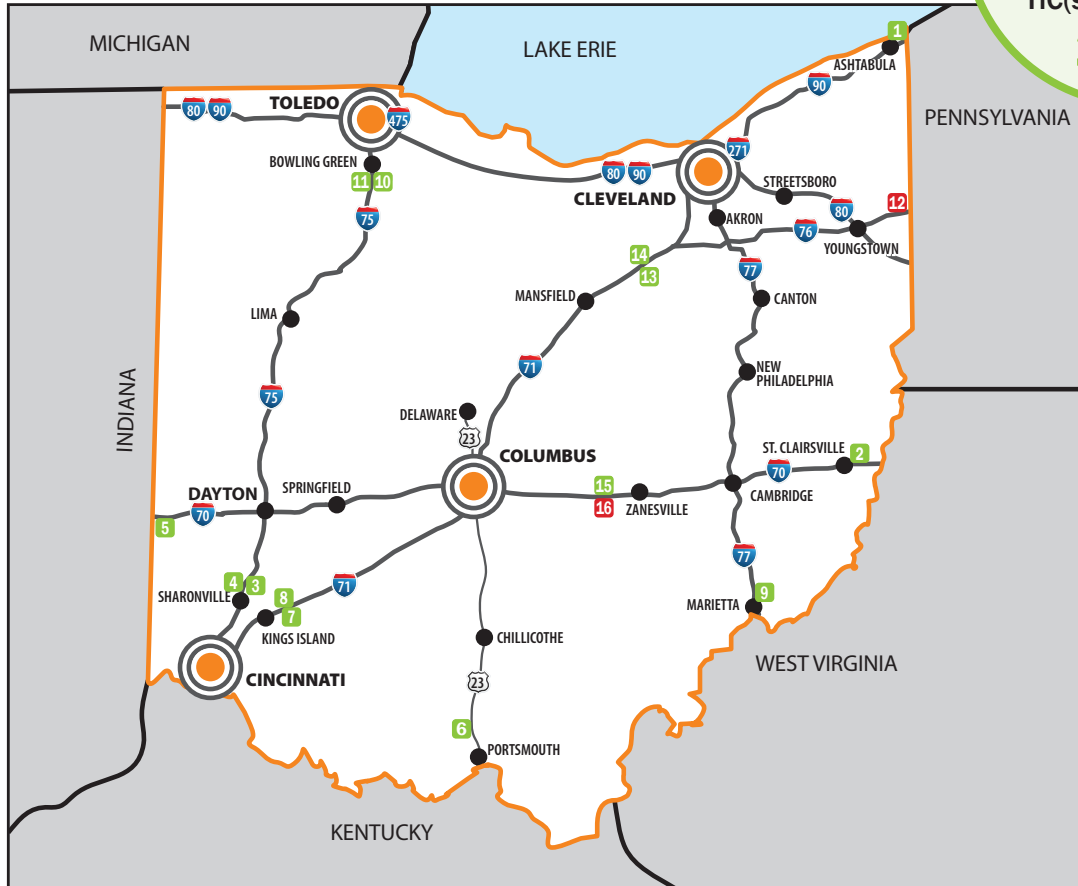 TIC(s
MICHIGAN
LAKE ERIE
1
ASHTABULA
90
PENNSYLVANIA
TOLEDO
80 90
475
271
BOWLING GREEN
11 10
80 90
CLEVELAND
STREETSBORO
80
12
AKRON
76
YOUNGSTOWN
75
14
13
77
MANSFIELD
CANTON
LIMA
71
NEW
PHILADELPHIA
INDIANA
75
DELAWARE
23
COLUMBUS
ST. CLAIRSVILLE
2
70
DAYTON
SPRINGFIELD
15
16
ZANESVILLE
CAMBRIDGE
5
70
77
4 3
SHARONVILLE
8
7
71
KINGS ISLAND
9
MARIETTA
CHILLICOTHE
WEST VIRGINIA
CINCINNATI
23
6
PORTSMOUTH
KENTUCKY